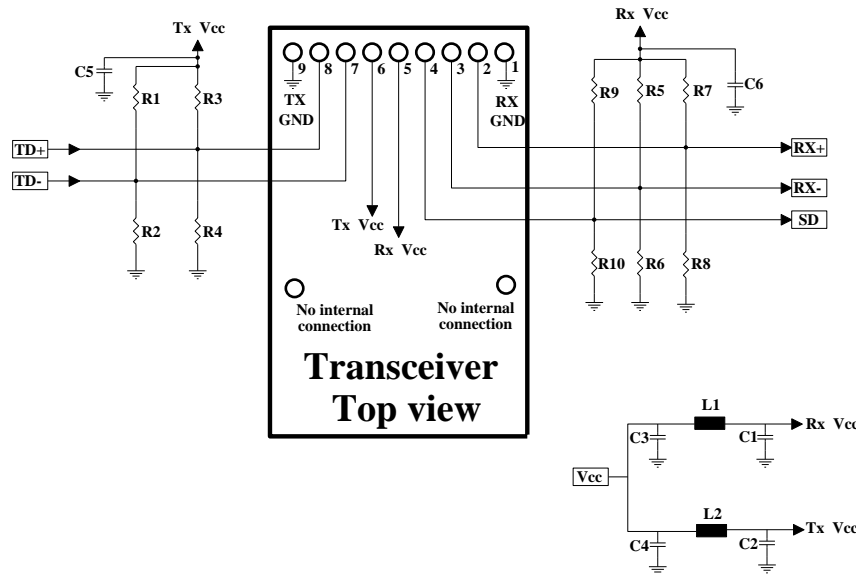 Tx Vcc
C5
R1
R3
TD+
TD-
R2
R4
9
8
7
6
5
4
3
2
1
TX
GND
RX
GND
Tx Vcc
Rx Vcc
No internal
connection
No internal
connection
Transceiver
Top view
Rx Vcc
R9
R5
R7
C6
RX+
RX-
SD
R10
R6
R8
L1
Rx Vcc
C3
C1
Vcc
L2
Tx Vcc
C4
C2